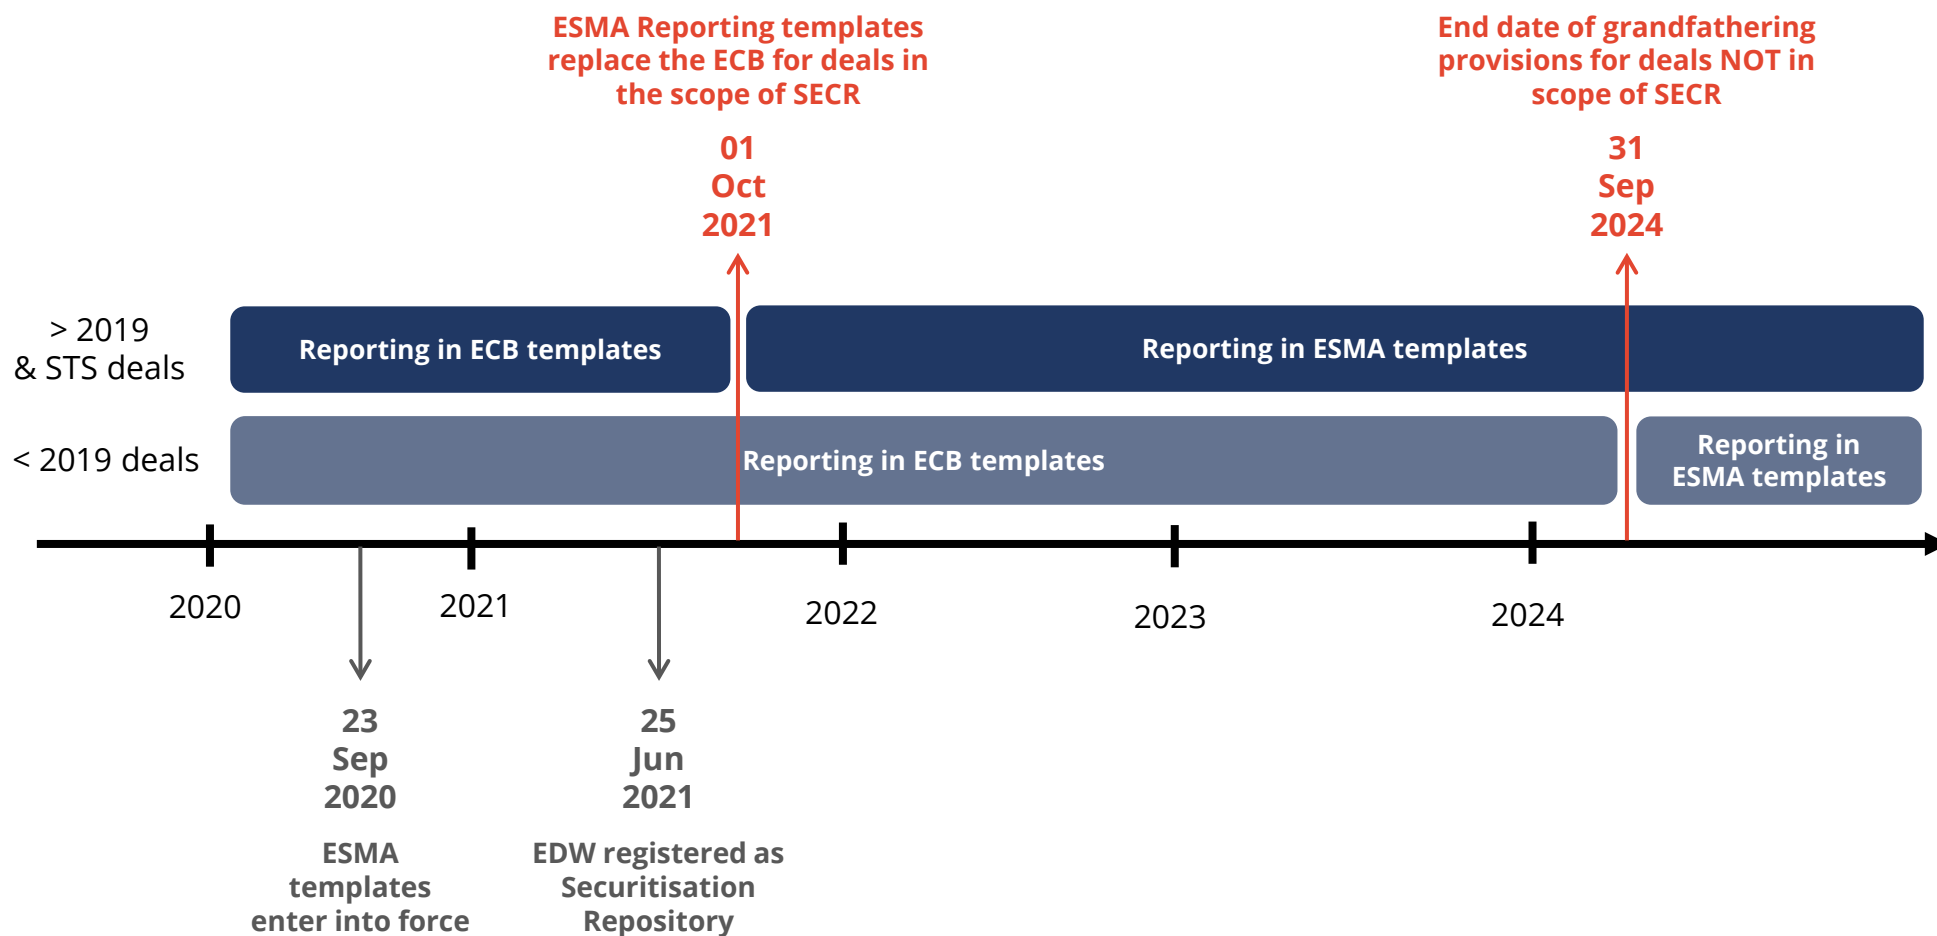 ESMA Reporting templates
replace the ECB for deals in
the scope of SECR
01
Oct
2021
End date of grandfathering
provisions for deals NOT in
scope of SECR
31
Sep
2024
> 2019
& STS deals
Reporting in ECB templates
Reporting in ESMA templates
< 2019 deals
Reporting in ECB templates
Reporting in
ESMA templates
2020
2021
2022
2023
2024
23
Sep
2020
ESMA
templates
enter into force
25
Jun
2021
EDW registered as
Securitisation
Repository